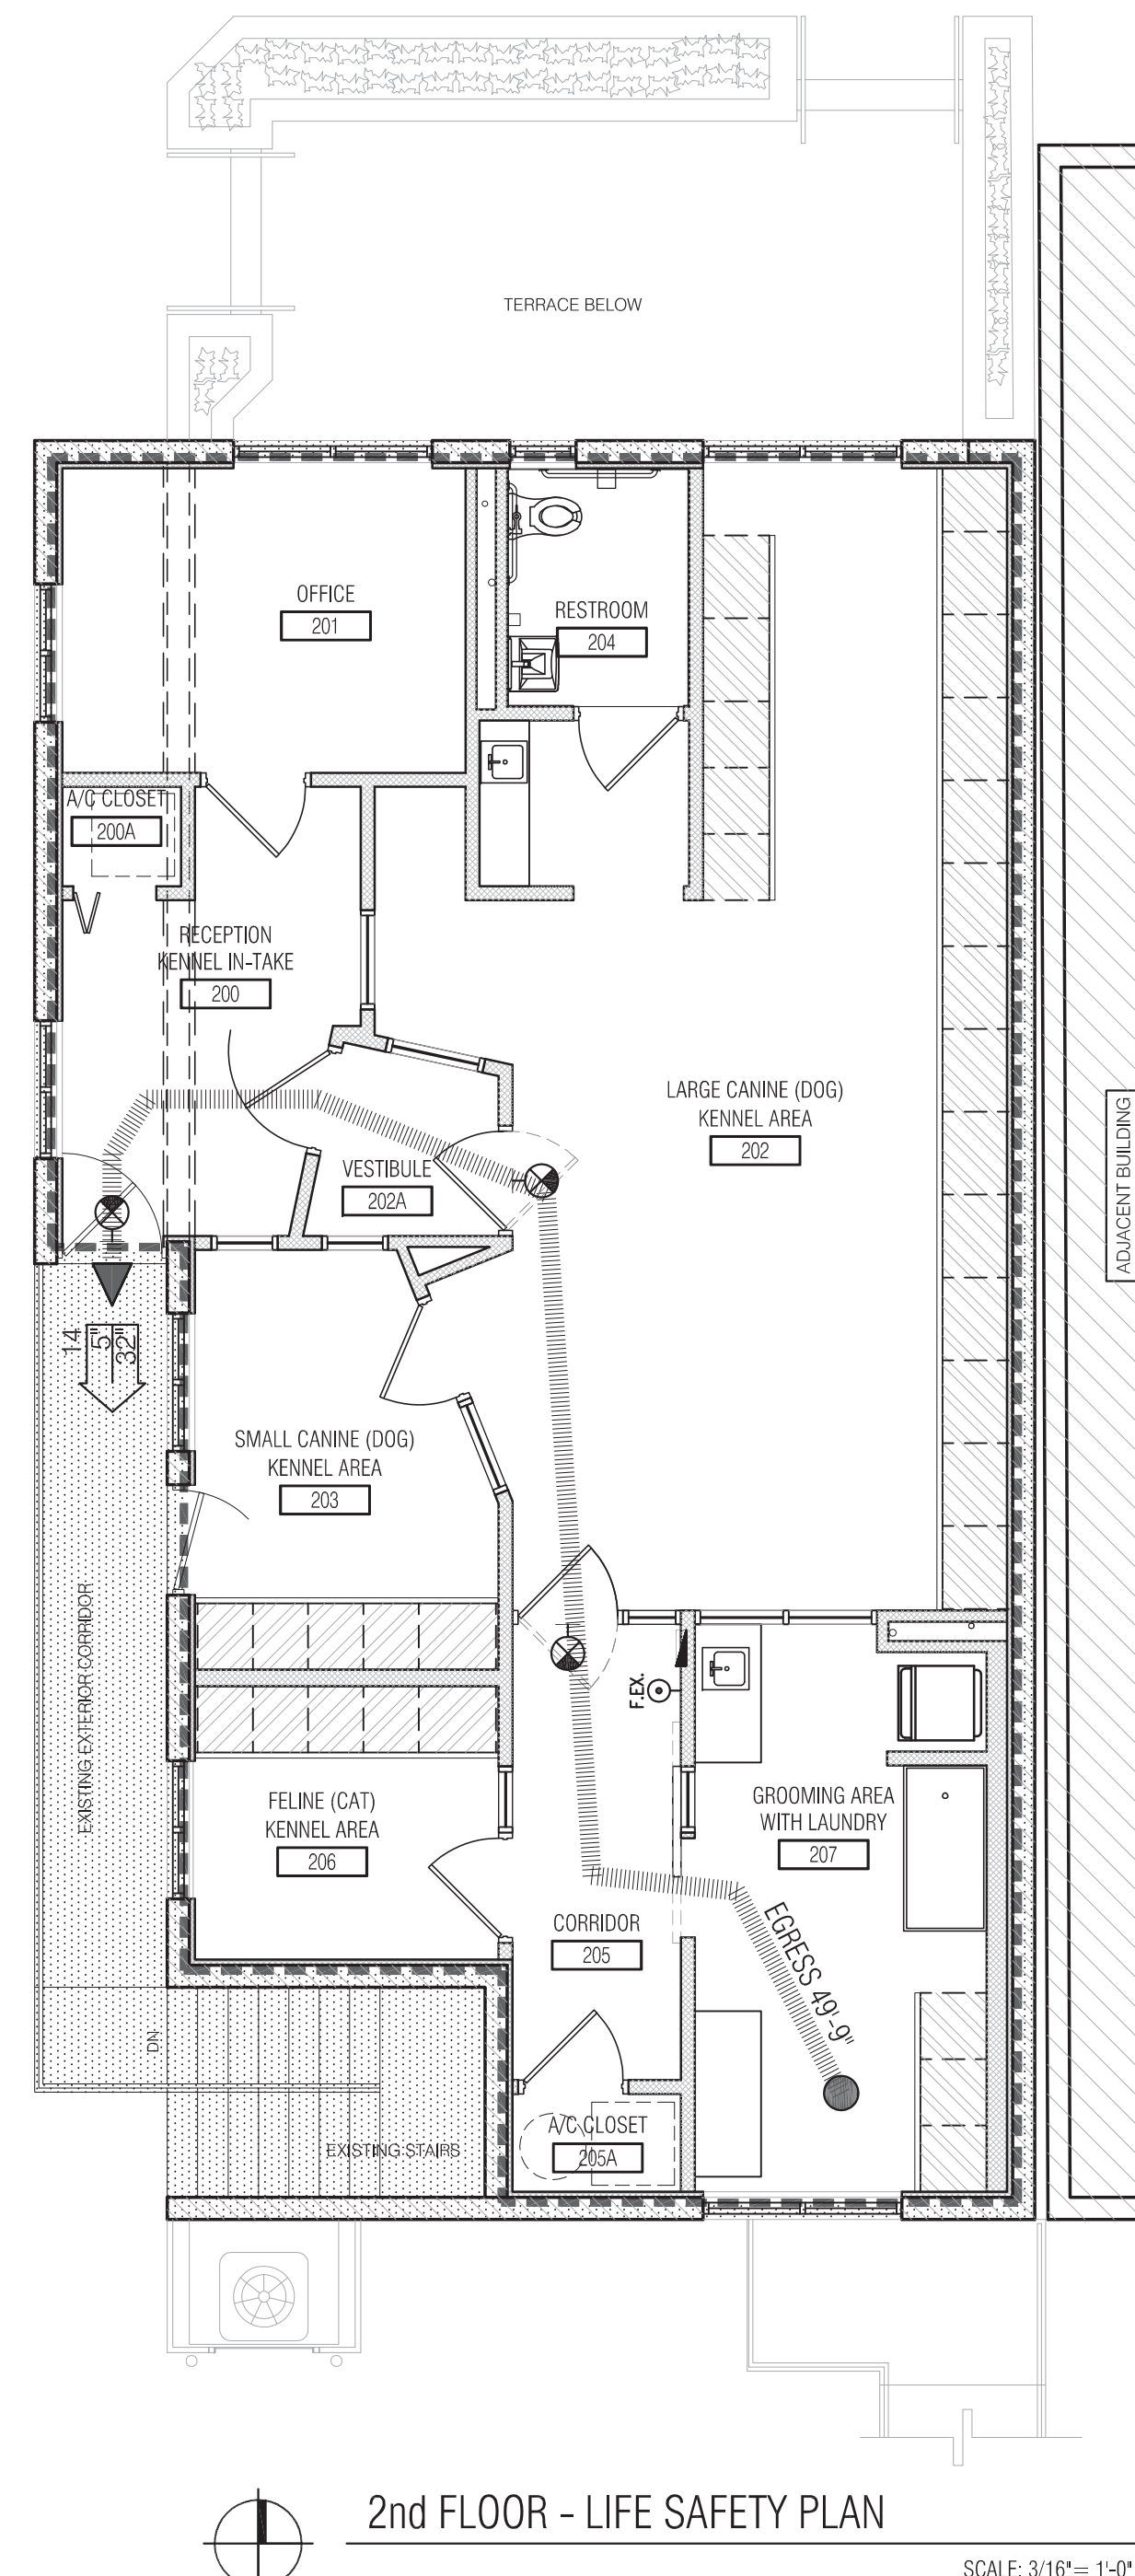 TERRACE BELOW
OFFICE
201
RESTROOM
204
A/C CLOSET
200A
RECEPTION
KENNEL IN-TAKE
200
LARGE CANINE (DOG)
KENNEL AREA
202
ADJACENT BUILDING
VESTIBULE
202A
14
5"
32"
SMALL CANINE (DOG)
KENNEL AREA
203
EXISTING EXTERIOR CORRIDOR
F.EX.
FELINE (CAT)
KENNEL AREA
206
GROOMING AREA
WITH LAUNDRY
207
CORRIDOR
205
EGRESS 49'-9"
DN
A/C CLOSET
205A
EXISTING STAIRS
2nd FLOOR - LIFE SAFETY PLAN
SCALE: 3/16"= 1'-0"